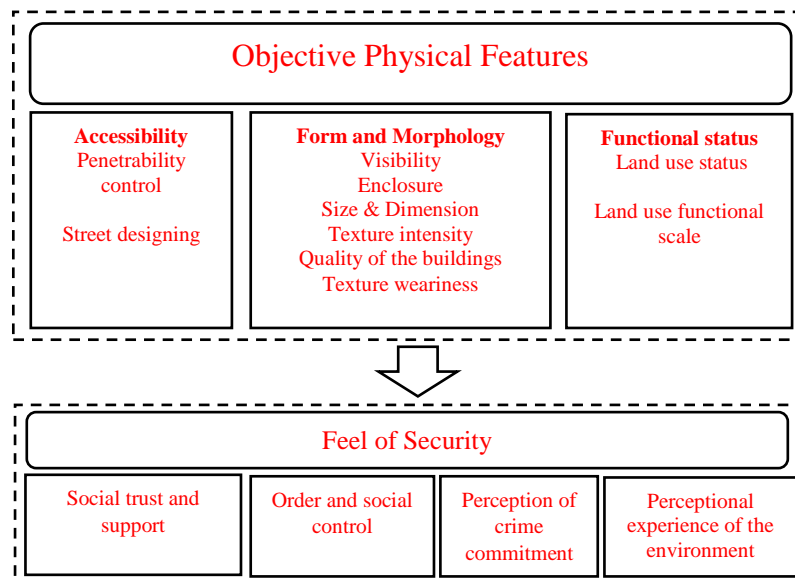 Objective Physical Features
Accessibility
Penetrability
control
Street designing
Form and Morphology
Visibility
Enclosure
Size & Dimension
Texture intensity
Quality of the buildings
Texture weariness
Functional status
Land use status
Land use functional
scale
Feel of Security
Social trust and
support
Order and social
control
Perception of
crime
commitment
Perceptional
experience of the
environment